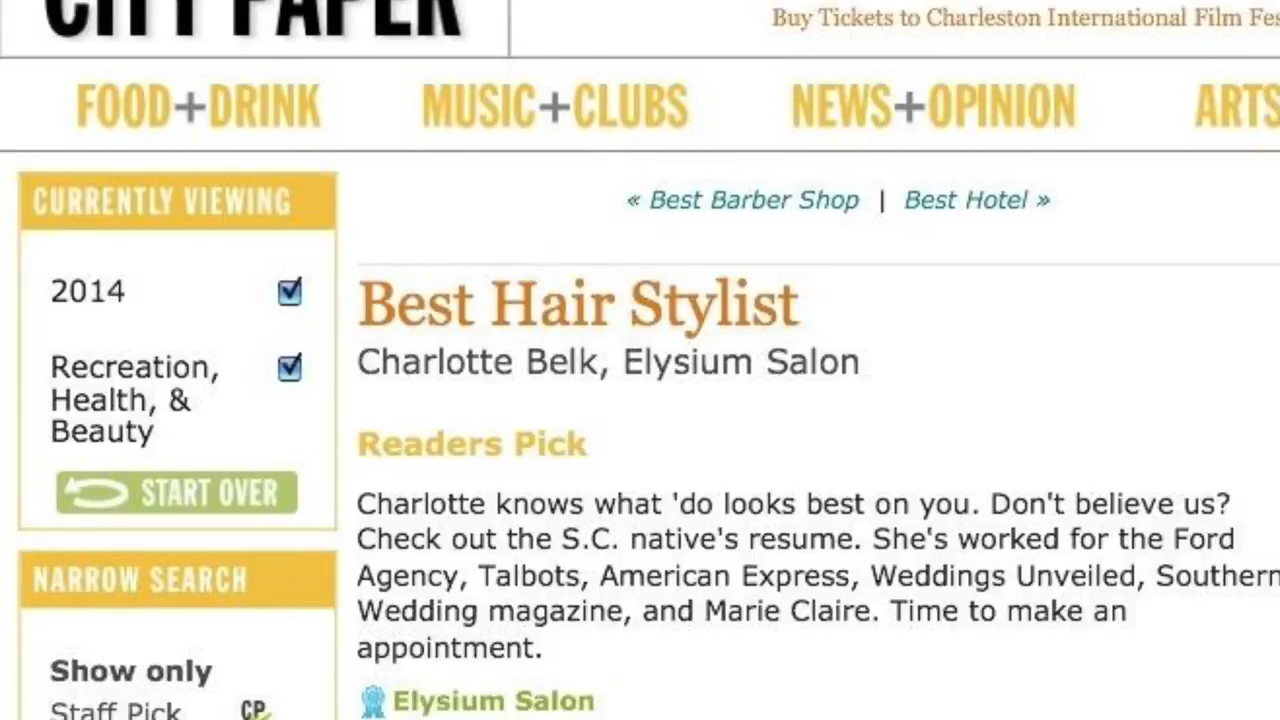 CITY PAPER
Buy Tickets to Charleston International Film Fes
FOOD+DRINK
MUSIC+CLUBS
NEWS+OPINION
ARTS
CURRENTLY VIEWING
2014
Recreation,
Health, &
Beauty
START OVER
NARROW SEARCH
Show only
Staff Pick
CP
« Best Barber Shop | Best Hotel »
Best Hair Stylist
Charlotte Belk, Elysium Salon
Readers Pick
Charlotte knows what 'do looks best on you. Don't believe us?
Check out the S.C. native's resume. She's worked for the Ford
Agency, Talbots, American Express, Weddings Unveiled, Southern
Wedding magazine, and Marie Claire. Time to make an
appointment.
Elysium Salon